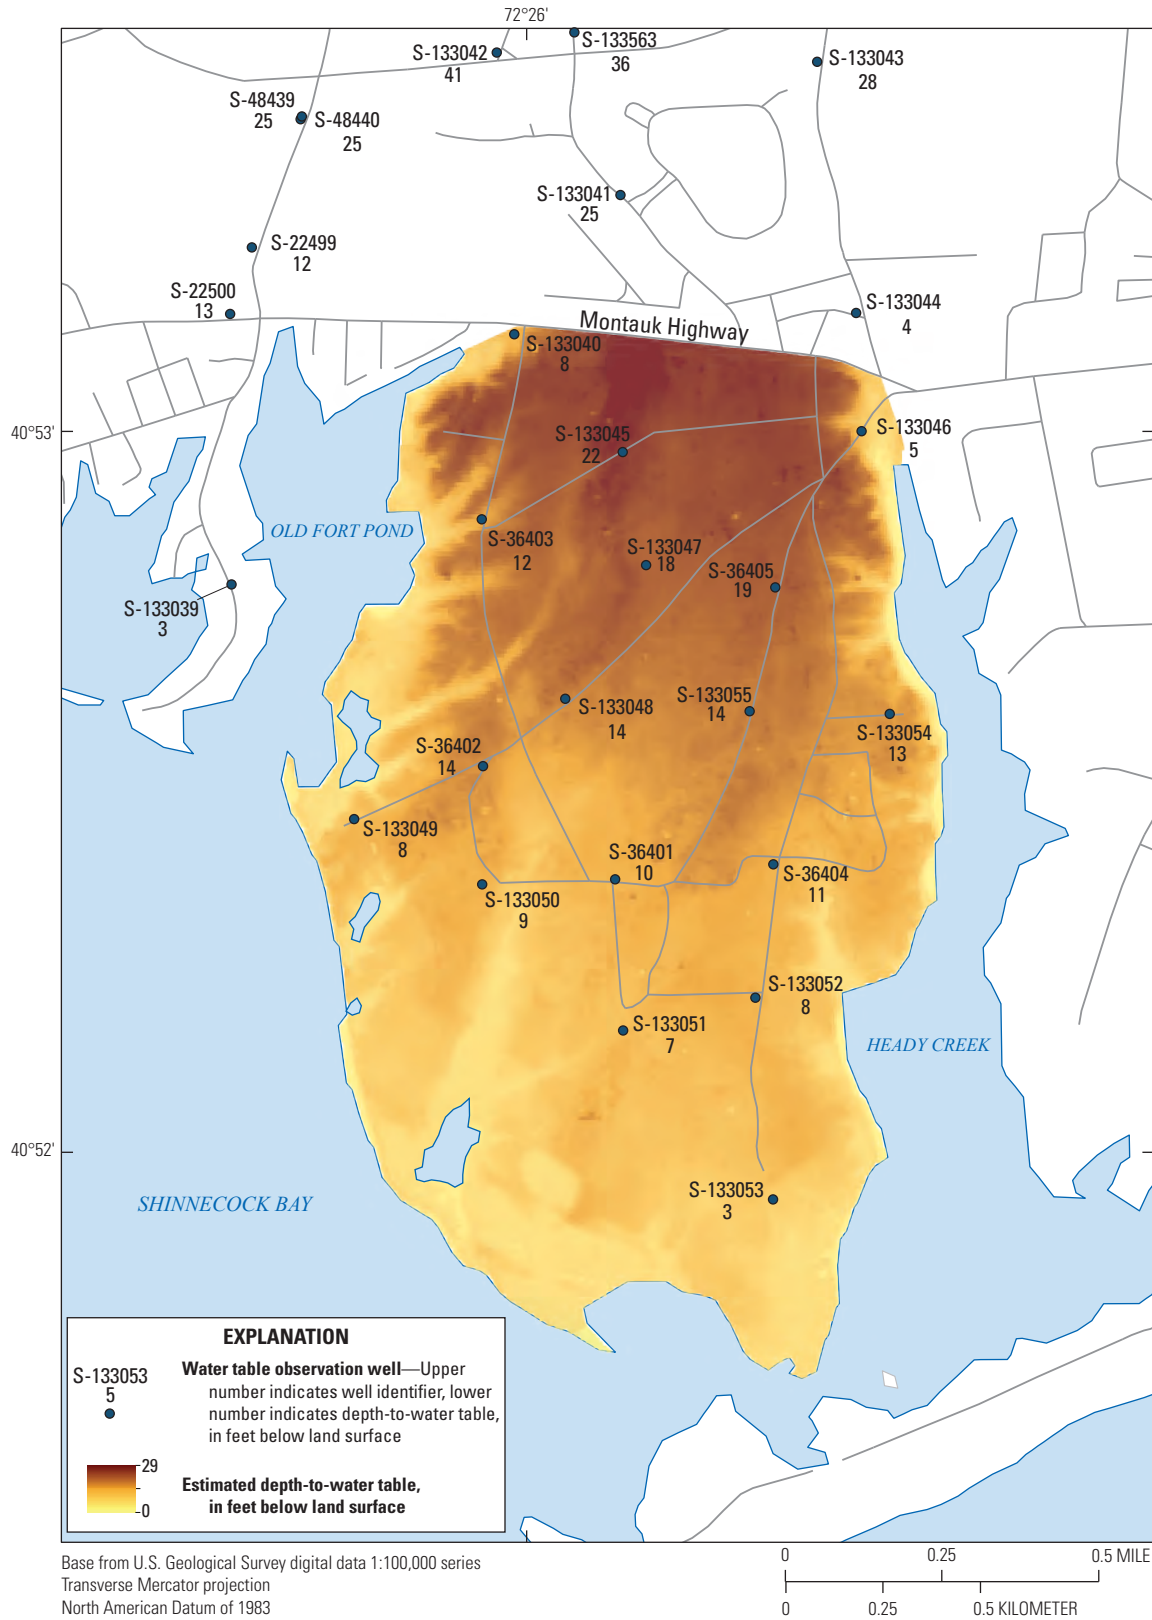 72°26'
S-133042
41
S-133563
36
S-133043
28
S-48439
25
S-48440
25
S-133041
25
S-22499
12
S-22500
13
S-133044
4
Montauk Highway
S-133040
8
40°53'
S-133045
22
S-133046
5
OLD FORT POND
S-36403
12
S-133047
18
S-36405
19
S-133039
3
S-133048
14
S-133055
14
S-133054
13
S-36402
14
S-133049
8
S-36401
10
S-36404
11
S-133050
9
S-133052
8
S-133051
7
HEADY CREEK
40°52'
SHINNECOCK BAY
S-133053
3
EXPLANATION
S-133053
5
Water table observation well—Upper
number indicates well identifier, lower
number indicates depth-to-water table,
in feet below land surface
29
0
Estimated depth-to-water table,
in feet below land surface
Base from U.S. Geological Survey digital data 1:100,000 series
Transverse Mercator projection
North American Datum of 1983
0 0.25 0.5 MILE
0 0.25 0.5 KILOMETER